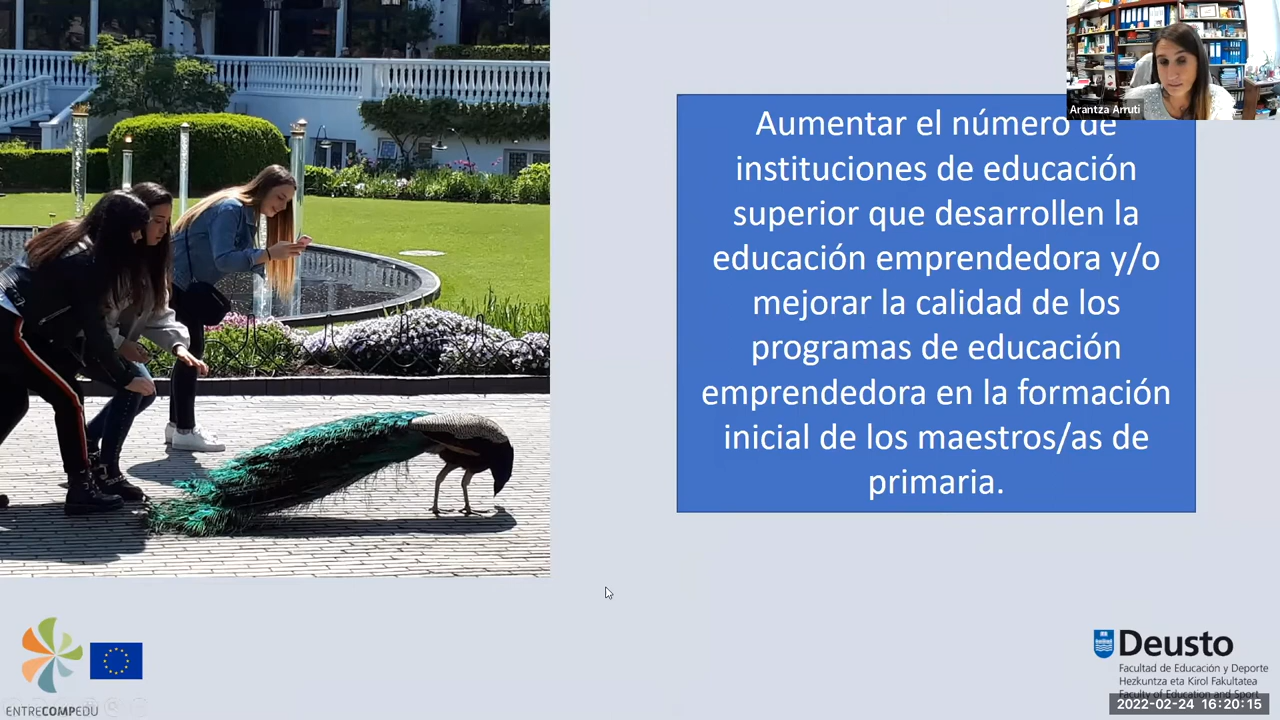 Arantza Arruti
Aumentar el número de
instituciones de educación
superior que desarrollen la
educación emprendedora y/o
mejorar la calidad de los
programas de educación
emprendedora en la formación
inicial de los maestros/as de
primaria.
ENTRECOMPEDU
Deusto
Facultad de Educación y Deporte
Hezkuntza eta Kirol Fakultatea
Faculty of Education and Sport
2022-02-24 16:20:15